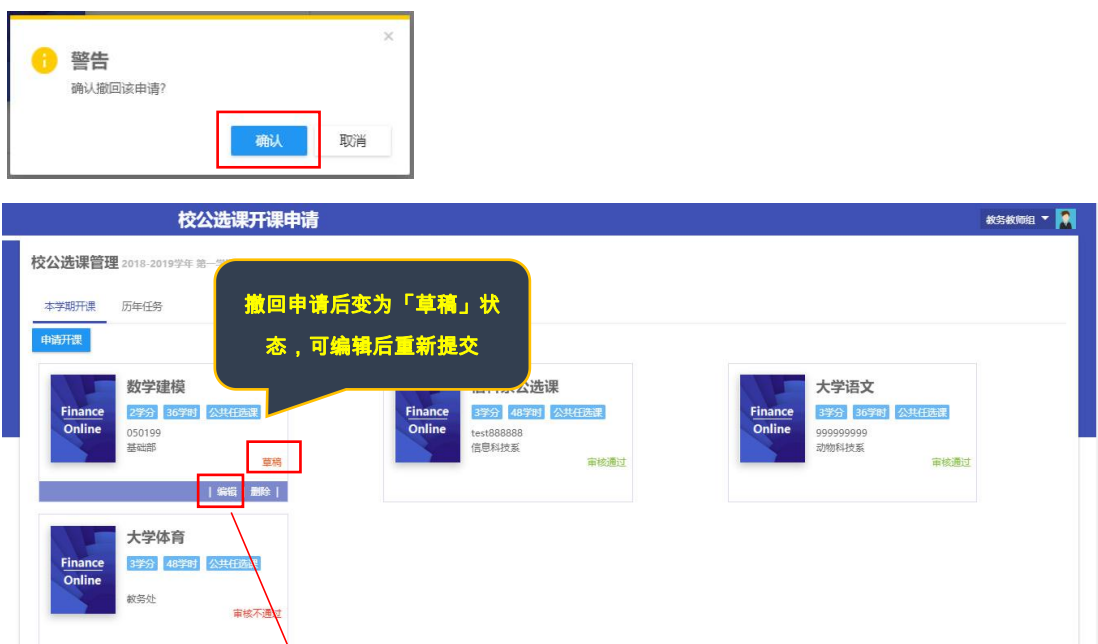 警告
确认撤回该申请?
确认
取消
校公选课开课申请
教务教师组
校公选课管理 2018-2019学年 第一学
撤回申请后变为「草稿」状
态，可编辑后重新提交
本学期开课
历年任务
申请开课
Finance
Online
数学建模
2学分 36学时 公共任选课
050199
基础部
草稿
| 编辑 删除 |
Finance
Online
公选课
3学分 48学时 公共任选课
test888888
信息科技系
审核通过
Finance
Online
大学语文
3学分 36学时 公共任选课
999999999
动物科技系
审核通过
Finance
Online
大学体育
3学分 48学时 公共任选课
教务处
审核不通过